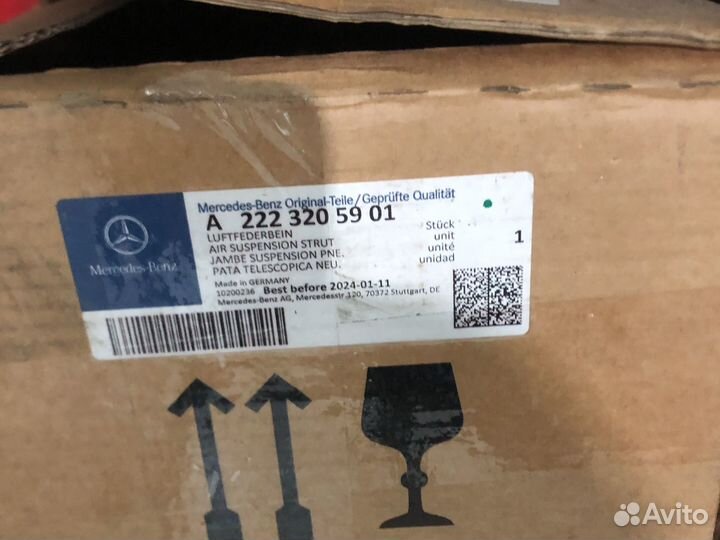 Mercedes-Benz
Mercedes-Benz Original-Teile/Geprüfte Qualität
A 222 320 59 01
LUFTFEDERBEIN
AIR SUSPENSION STRUT
JAMBE SUSPENSION PNE.
PATA TELESCOPICA NEU.
Stück
unit
unité
unidad
1
Made in GERMANY
10200236 Best before 2024-01-11
Mercedes-Benz AG, Mercedesstr.120, 70372 Stuttgart, DE
Avito